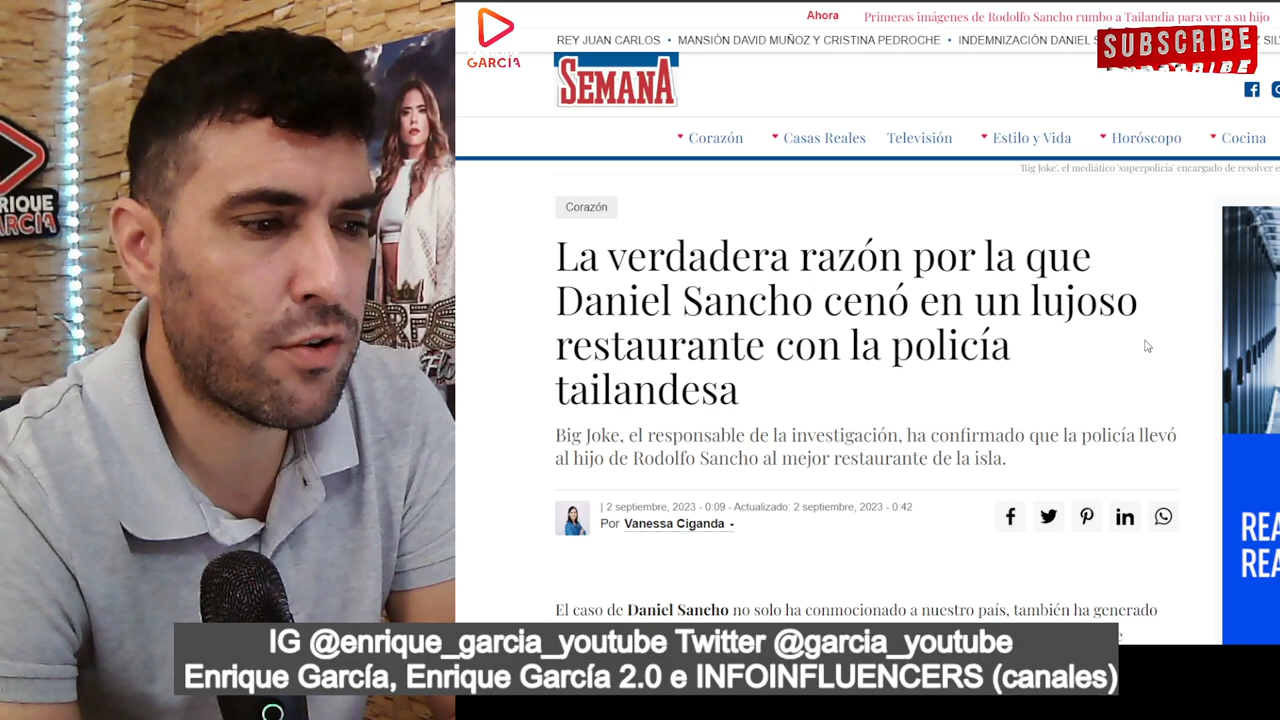 Ahora Primeras imágenes de Rodolfo Sancho rumbo a Tailandia para ver a su hijo
REY JUAN CARLOS • MANSIÓN DAVID MUÑOZ Y CRISTINA PEDROCHE • INDEMNIZACIÓN DANIEL
SUBSCRIBE
GARCÍA
SEMANA
Corazón Casas Reales Televisión Estilo y Vida Horóscopo Cocina
'Big Joke', el mediático 'superpolicía' encargado de resolver
Corazón
La verdadera razón por la que
Daniel Sancho cenó en un lujoso
restaurante con la policía
tailandesa
Big Joke, el responsable de la investigación, ha confirmado que la policía llevó
al hijo de Rodolfo Sancho al mejor restaurante de la isla.
| 2 septiembre, 2023 - 0:09 - Actualizado: 2 septiembre, 2023 - 0:42
Por Vanessa Ciganda -
El caso de Daniel Sancho no solo ha conmocionado a nuestro país, también ha generado
REA
REA
RIQUE
ARCÍA
RF
IG @enrique_garcia_youtube Twitter @garcia_youtube
Enrique García, Enrique García 2.0 e INFOINFLUENCERS (canales)